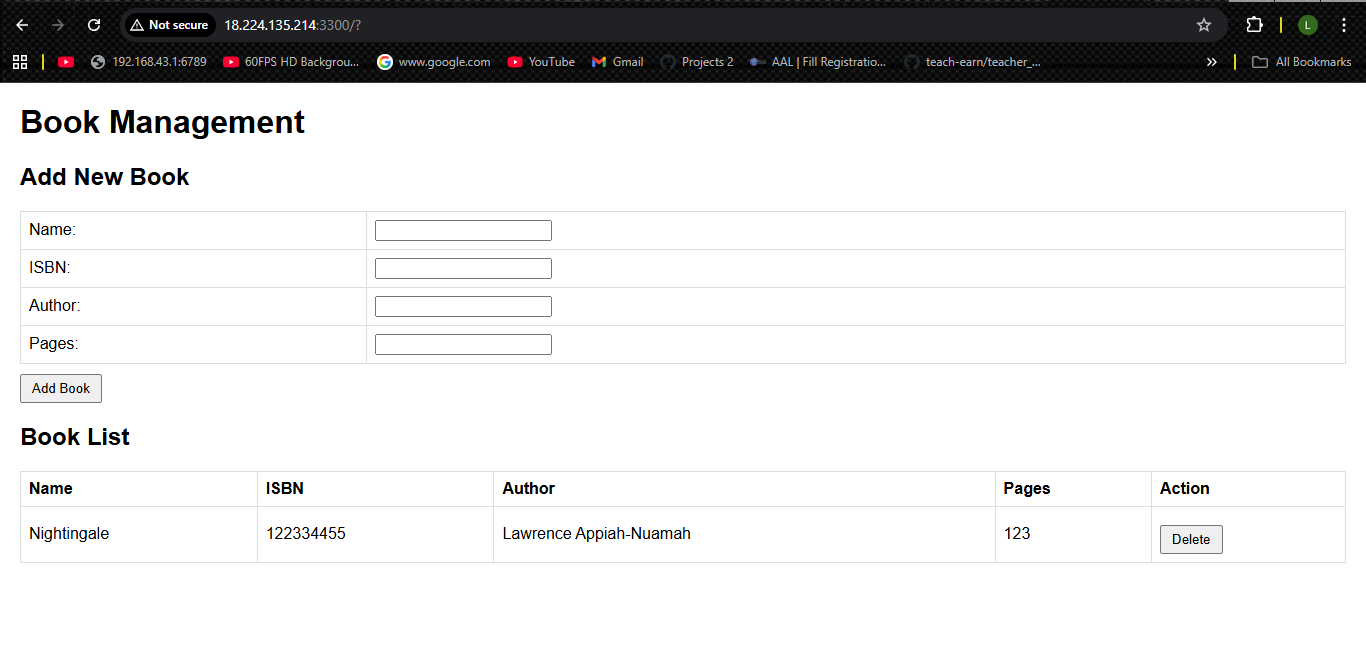 Not secure 18.224.135.214:3300/? L
192.168.43.1:6789 60FPS HD Backgrou... www.google.com YouTube Gmail Projects 2 AAL | Fill Registratio... teach-earn/teacher_... » All Bookmarks
Book Management
Add New Book
Name:
ISBN:
Author:
Pages:
Add Book
Book List
Name ISBN Author Pages Action
Nightingale 122334455 Lawrence Appiah-Nuamah 123 Delete